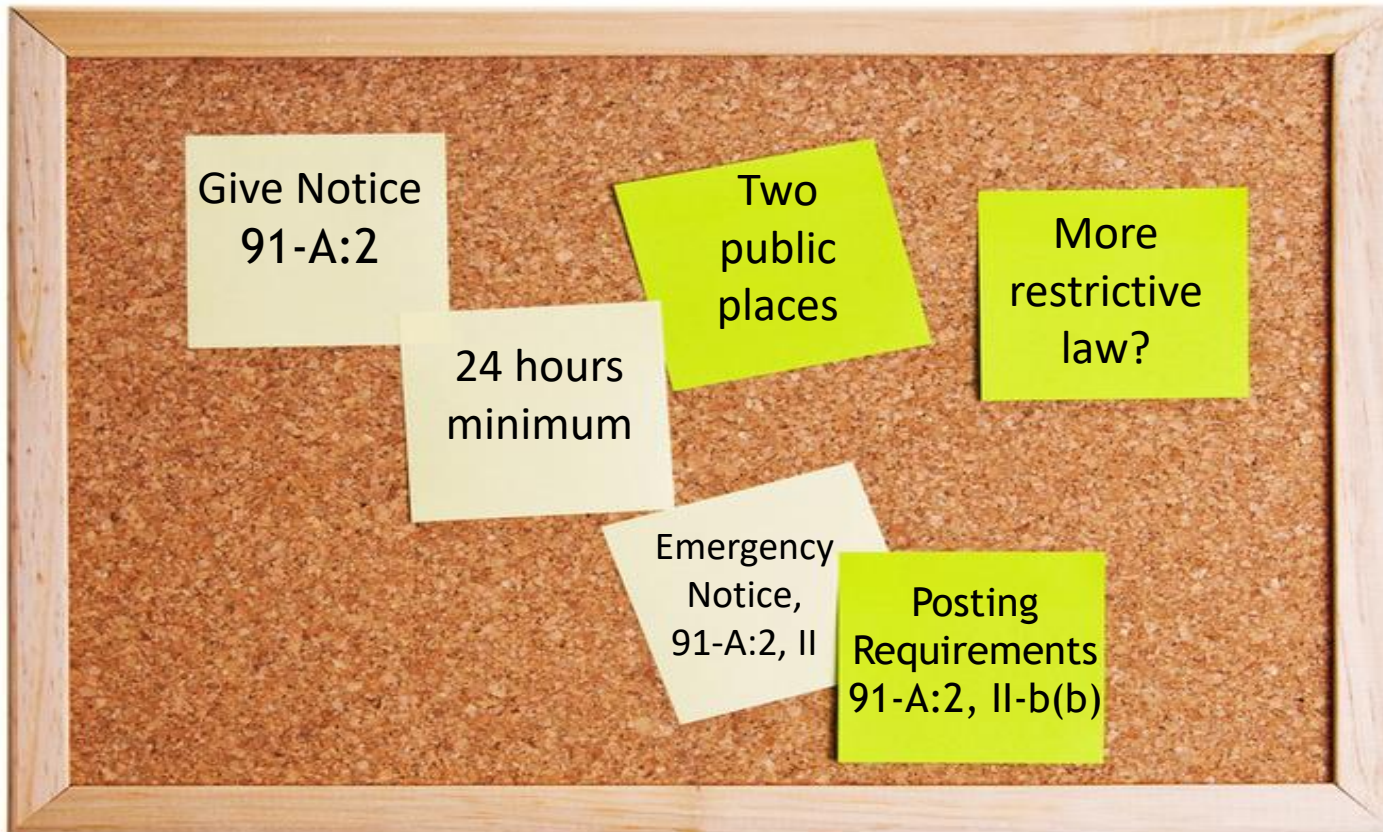 Give Notice
91-A:2
Two
public
places
More
restrictive
law?
24 hours
minimum
Emergency
Notice,
91-A:2, II
Posting
Requirements
91-A:2, II-b(b)